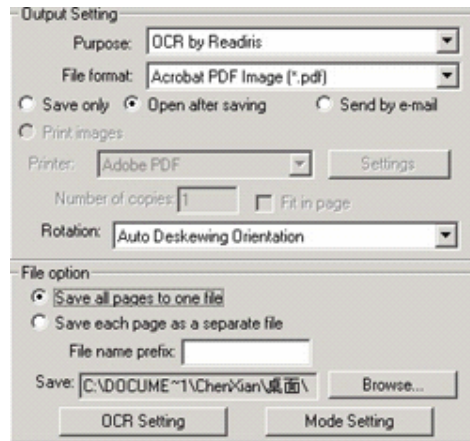 Output Setting
Purpose: OCR by Readiris
File format: Acrobat PDF Image (*.pdf)
Save only Open after saving Send by e-mail
Print images
Printer: Adobe PDF Settings
Number of copies: 1 Fit in page
Rotation: Auto Deskewing Orientation
File option
Save all pages to one file
Save each page as a separate file
File name prefix:
Save: C:\DOCUME~1\ChenXian\桌面\ Browse...
OCR Setting Mode Setting